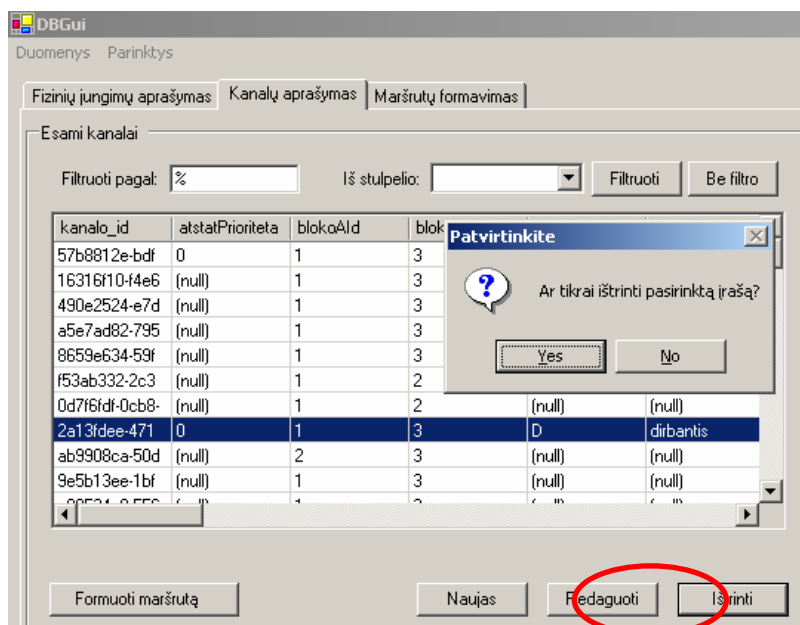 DBGui
Duomenys Parinktys
Fizinių jungimų aprašymas Kanalų aprašymas Maršrutų formavimas
Esami kanalai
Filtruoti pagal: % Iš stulpelio: Filtruoti Be filtro
kanalo_id atstatPrioriteta blokoAId blok
57b8812e-bdf 0 1 3
16316f10-f4e6 (null) 1 3
490e2524-e7d (null) 1 3
a5e7ad82-795 (null) 1 3
8659e634-59f (null) 1 3
f53ab332-2c3 (null) 1 2
0d7f6fdf-0cb8- (null) 1 2 (null) (null)
2a13fdee-471 0 1 3 D dirbantis
ab9908ca-50d (null) 2 3 (null) (null)
9e5b13ee-1bf (null) 1 3 (null) (null)
Patvirtinkite
Ar tikrai ištrinti pasirinktą įrašą?
Yes No
Formuoti maršrutą Naujas Redaguoti Ištrinti